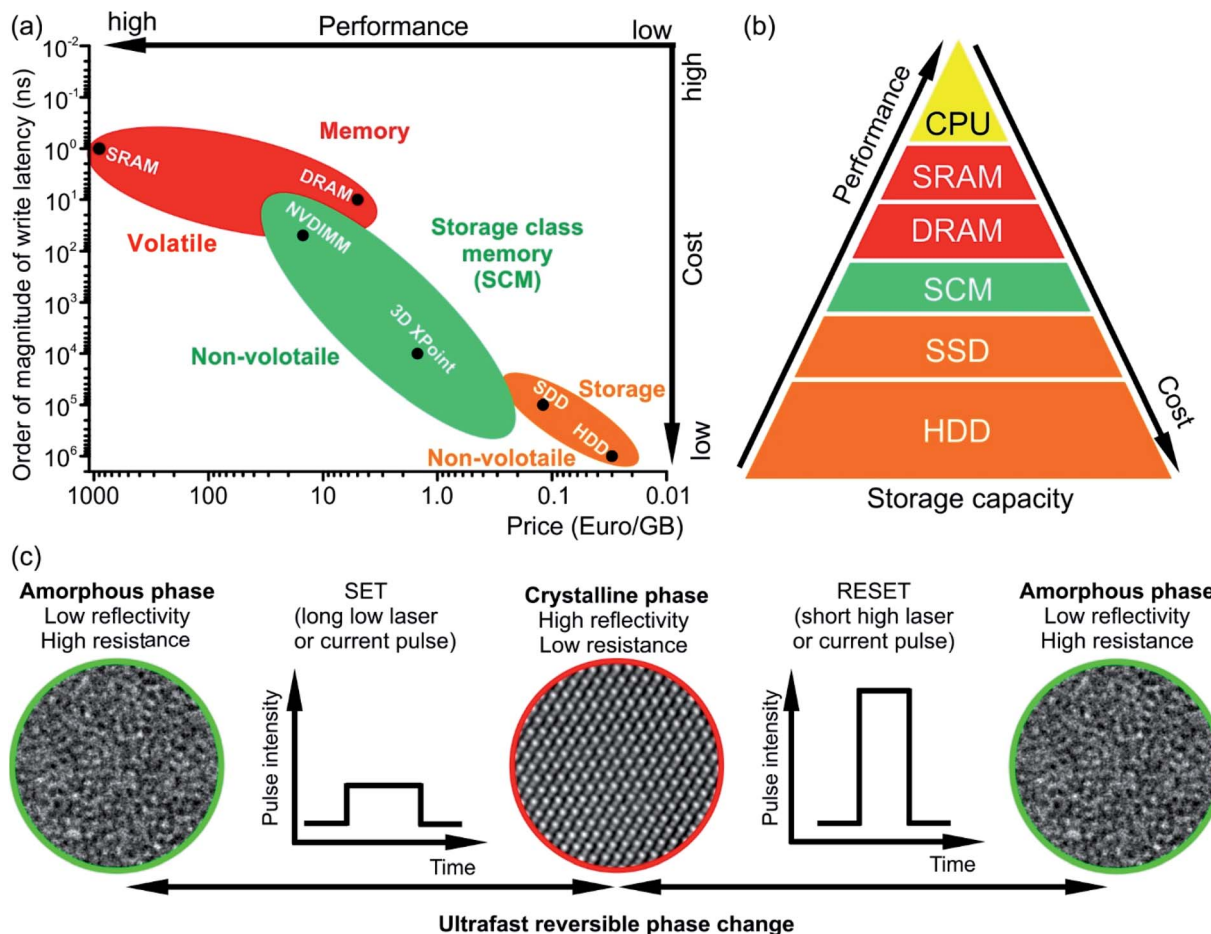 (a)
high
Performance
low
Order of magnitude of write latency (ns)
10-2
10-1
100
101
102
103
104
105
106
Memory
SRAM
DRAM
Volatile
NVDIMM
Storage class
memory
(SCM)
3D XPoint
Non-volotaile
SDD
Storage
HDD
Non-volotaile
high
Cost
low
1000
100
10
1.0
0.1
0.01
Price (Euro/GB)
(b)
Performance
CPU
SRAM
DRAM
SCM
SSD
HDD
Cost
Storage capacity
(c)
Amorphous phase
Low reflectivity
High resistance
SET
(long low laser
or current pulse)
Pulse intensity
Time
Crystalline phase
High reflectivity
Low resistance
RESET
(short high laser
or current pulse)
Pulse intensity
Time
Amorphous phase
Low reflectivity
High resistance
Ultrafast reversible phase change